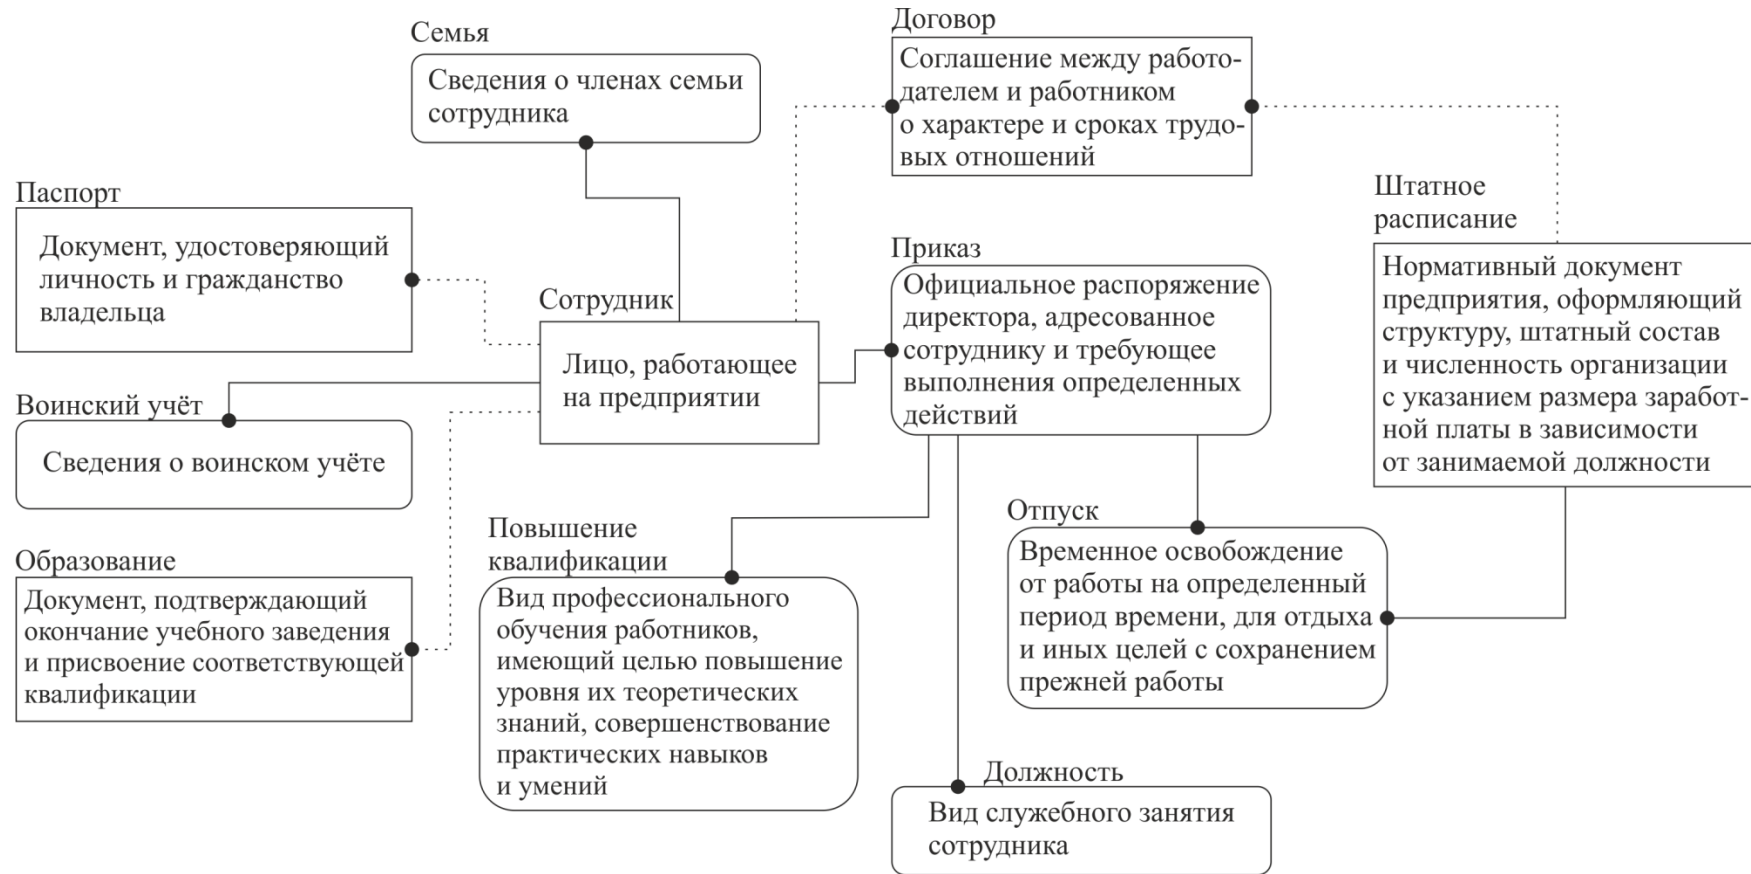 Семья
Сведения о членах семьи
сотрудника
Договор
Соглашение между работо-
дателем и работником
о характере и сроках трудо-
вых отношений
Паспорт
Документ, удостоверяющий
личность и гражданство
владельца
Штатное
расписание
Нормативный документ
предприятия, оформляющий
структуру, штатный состав
и численность организации
с указанием размера заработ-
ной платы в зависимости
от занимаемой должности
Приказ
Официальное распоряжение
директора, адресованное
сотруднику и требующее
выполнения определенных
действий
Сотрудник
Лицо, работающее
на предприятии
Воинский учёт
Сведения о воинском учёте
Образование
Документ, подтверждающий
окончание учебного заведения
и присвоение соответствующей
квалификации
Повышение
квалификации
Вид профессионального
обучения работников,
имеющий целью повышение
уровня их теоретических
знаний, совершенствование
практических навыков
и умений
Отпуск
Временное освобождение
от работы на определенный
период времени, для отдыха
и иных целей с сохранением
прежней работы
Должность
Вид служебного занятия
сотрудника